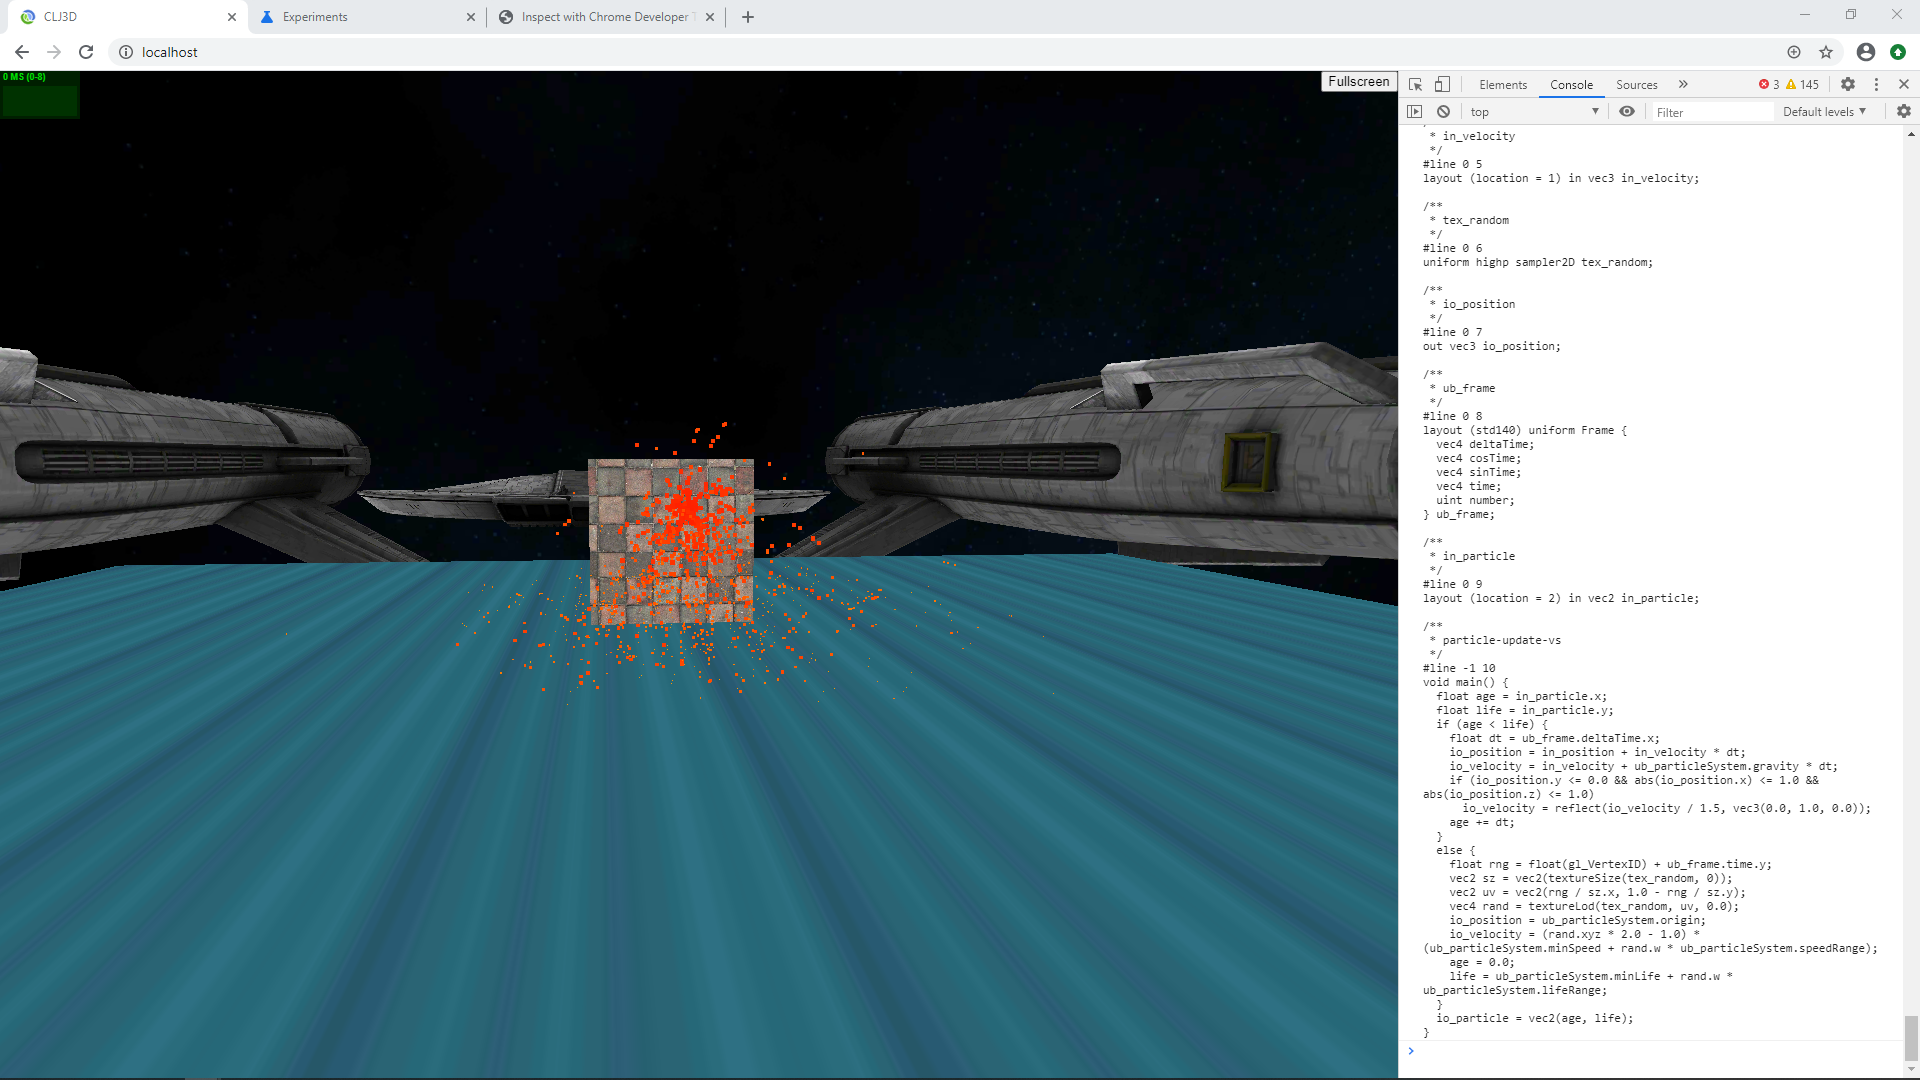 CLJ3D
Experiments
Inspect with Chrome Developer
localhost
0 MS (0-8)
Fullscreen
Elements
Console
Sources
3
145
top
Filter
Default levels
* in_velocity
*/
#line 0 5
layout (location = 1) in vec3 in_velocity;
/**
* tex_random
*/
#line 0 6
uniform highp sampler2D tex_random;
/**
* io_position
*/
#line 0 7
out vec3 io_position;
/**
* ub_frame
*/
#line 0 8
layout (std140) uniform Frame {
vec4 deltaTime;
vec4 cosTime;
vec4 sinTime;
vec4 time;
uint number;
} ub_frame;
/**
* in_particle
*/
#line 0 9
layout (location = 2) in vec2 in_particle;
/**
* particle-update-vs
*/
#line -1 10
void main() {
float age = in_particle.x;
float life = in_particle.y;
if (age < life) {
float dt = ub_frame.deltaTime.x;
io_position = in_position + in_velocity * dt;
io_velocity = in_velocity + ub_particleSystem.gravity * dt;
if (io_position.y <= 0.0 && abs(io_position.x) <= 1.0 &&
abs(io_position.z) <= 1.0)
io_velocity = reflect(io_velocity / 1.5, vec3(0.0, 1.0, 0.0));
age += dt;
}
else {
float rng = float(gl_VertexID) + ub_frame.time.y;
vec2 sz = vec2(textureSize(tex_random, 0));
vec2 uv = vec2(rng / sz.x, 1.0 - rng / sz.y);
vec4 rand = textureLod(tex_random, uv, 0.0);
io_position = ub_particleSystem.origin;
io_velocity = (rand.xyz * 2.0 - 1.0) *
(ub_particleSystem.minSpeed + rand.w * ub_particleSystem.speedRange);
age = 0.0;
life = ub_particleSystem.minLife + rand.w *
ub_particleSystem.lifeRange;
}
io_particle = vec2(age, life);
}